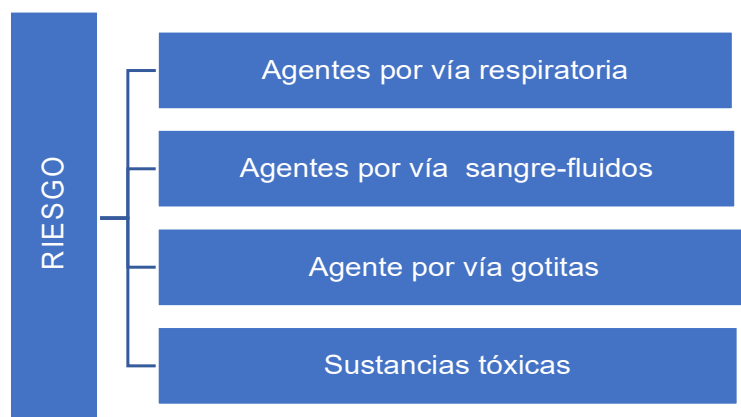 RIESGO
Agentes por vía respiratoria
Agentes por vía sangre-fluidos
Agente por vía gotitas
Sustancias tóxicas